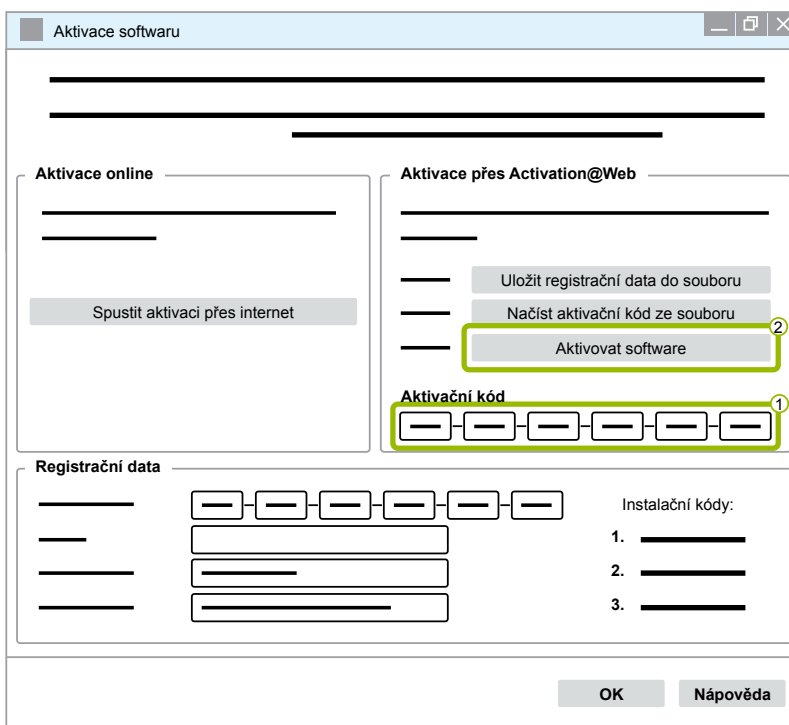 Aktivace softwaru
Aktivace online
Spustit aktivaci přes internet
Aktivace přes Activation@Web
Uložit registrační data do souboru
Načíst aktivační kód ze souboru
2
Aktivovat software
Aktivační kód
1
Registrační data
Instalační kódy:
1.
2.
3.
OK
Nápověda